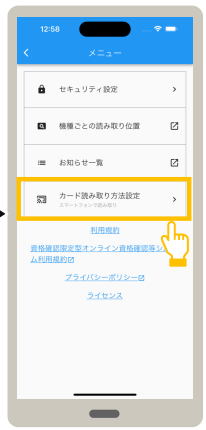 12:58
メニュー
セキュリティ設定
機種ごとの読み取り位置
お知らせ一覧
カード読み取り方法設定
スマートフォンで読み取り
利用規約
資格確認限定型オンライン資格確認等シ
ム利用規約
プライバシーポリシー
ライセンス